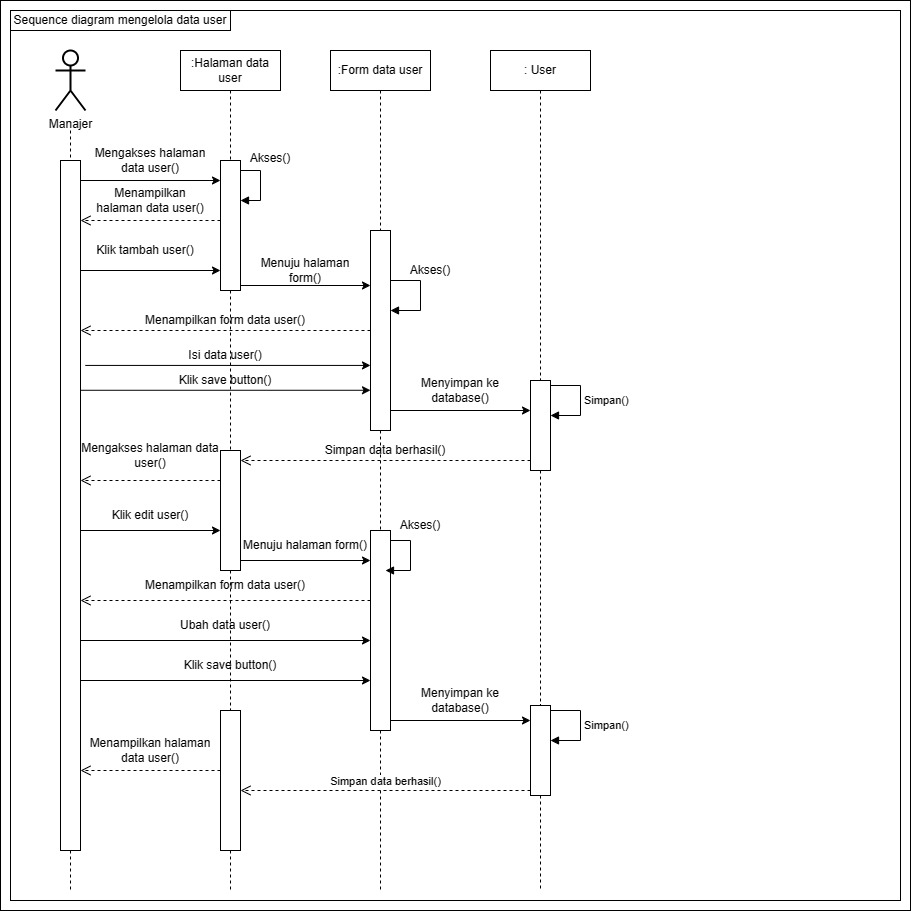 Sequence diagram mengelola data user
:Halaman data
user
:Form data user
: User
Manajer
Mengakses halaman
data user()
Akses()
Menampilkan
halaman data user()
Klik tambah user()
Menuju halaman
form()
Akses()
Menampilkan form data user()
Isi data user()
Klik save button()
Menyimpan ke
database()
Simpan()
Mengakses halaman data
user()
Simpan data berhasil()
Klik edit user()
Akses()
Menuju halaman form()
Menampilkan form data user()
Ubah data user()
Klik save button()
Menyimpan ke
database()
Simpan()
Menampilkan halaman
data user()
Simpan data berhasil()